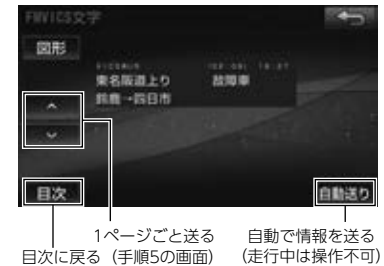 FMVICS文字
図形
東名阪道上り 故障車
鈴鹿→四日市
目次 自動送り
1ページごと送る 自動で情報を送る
目次に戻る (手順5の画面) (走行中は操作不可)